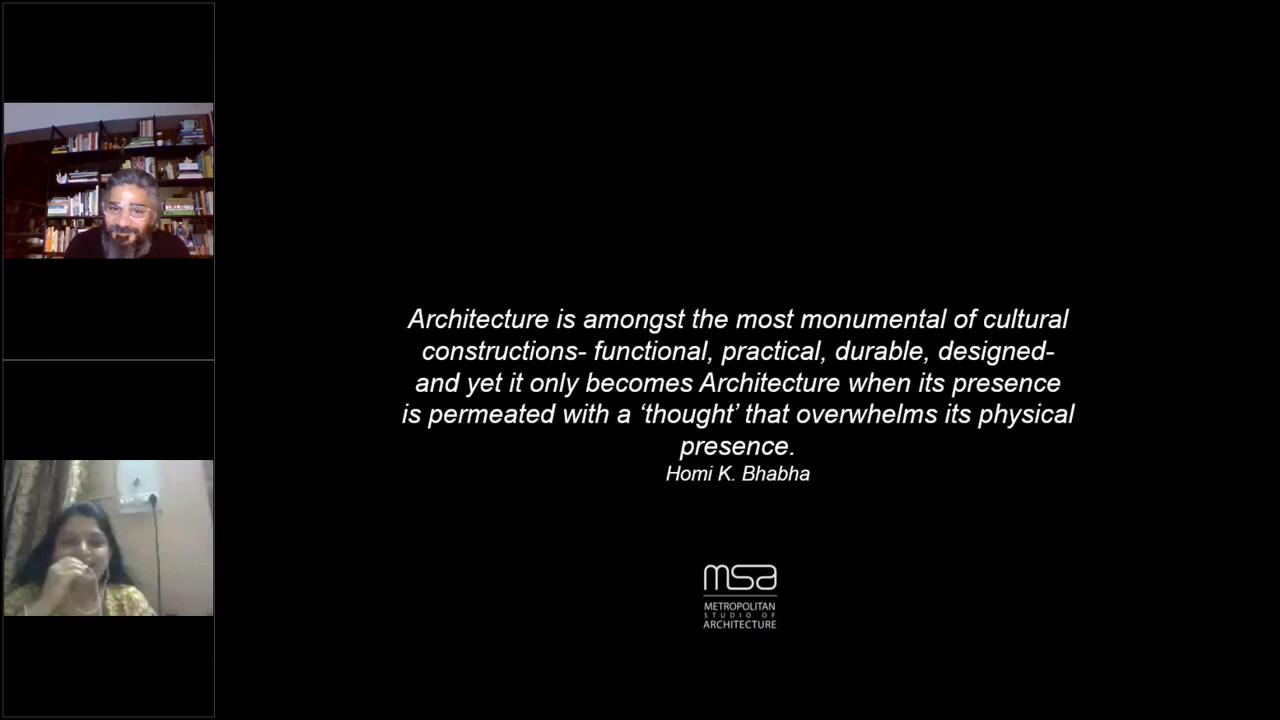 Architecture is amongst the most monumental of cultural
constructions- functional, practical, durable, designed-
and yet it only becomes Architecture when its presence
is permeated with a ‘thought’ that overwhelms its physical
presence.
Homi K. Bhabha
msa
METROPOLITAN
STUDIO OF
ARCHITECTURE